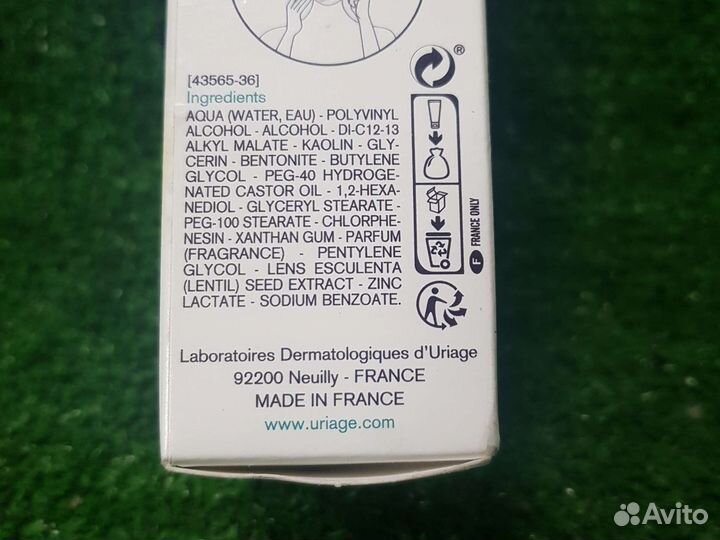 [43565-36]
Ingredients
AQUA (WATER, EAU) - POLYVINYL
ALCOHOL - ALCOHOL - DI-C12-13
ALKYL MALATE - KAOLIN - GLY-
CERIN - BENTONITE - BUTYLENE
GLYCOL - PEG-40 HYDROGE-
NATED CASTOR OIL - 1,2-HEXA-
NEDIOL - GLYCERYL STEARATE -
PEG-100 STEARATE - CHLORPHE-
NESIN - XANTHAN GUM - PARFUM
(FRAGRANCE) - PENTYLENE
GLYCOL - LENS ESCULENTA
(LENTIL) SEED EXTRACT - ZINC
LACTATE - SODIUM BENZOATE.
®
F FRANCE ONLY
Laboratoires Dermatologiques d'Uriage
92200 Neuilly - FRANCE
MADE IN FRANCE
www.uriage.com
Avito